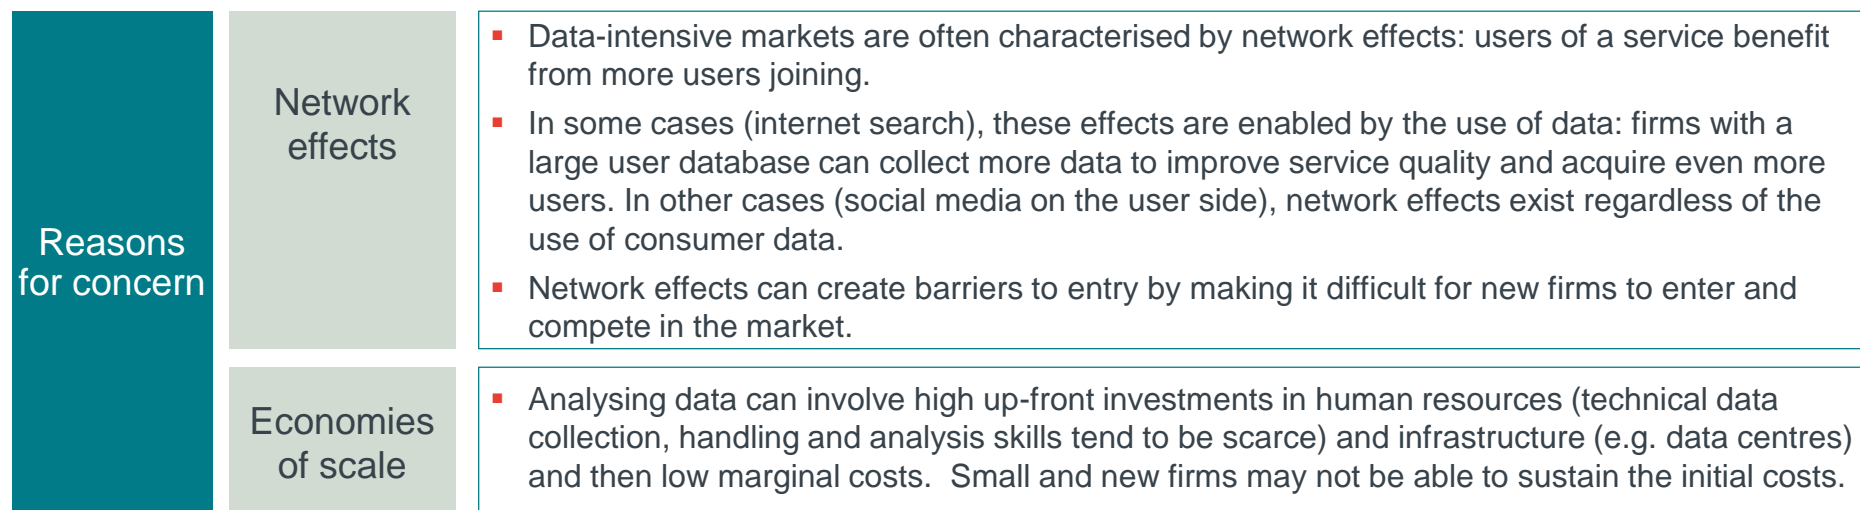 Reasons
for concern
Network
effects
▪ Data-intensive markets are often characterised by network effects: users of a service benefit
from more users joining.
▪ In some cases (internet search), these effects are enabled by the use of data: firms with a
large user database can collect more data to improve service quality and acquire even more
users. In other cases (social media on the user side), network effects exist regardless of the
use of consumer data.
▪ Network effects can create barriers to entry by making it difficult for new firms to enter and
compete in the market.
Economies
of scale
▪ Analysing data can involve high up-front investments in human resources (technical data
collection, handling and analysis skills tend to be scarce) and infrastructure (e.g. data centres)
and then low marginal costs.  Small and new firms may not be able to sustain the initial costs.